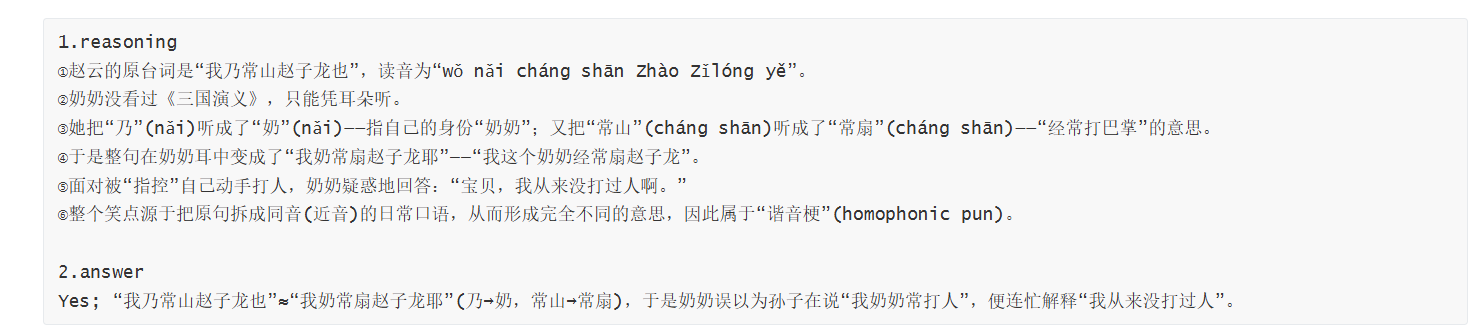 1.reasoning
①赵云的原台词是“我乃常山赵子龙也”，读音为“wǒ nǎi cháng shān Zhào Zǐlóng yě”。
②奶奶没看过《三国演义》，只能凭耳朵听。
③她把“乃”(nǎi)听成了“奶”(nǎi)——指自己的身份“奶奶”；又把“常山”(cháng shān)听成了“常扇”(cháng shān)——“经常打巴掌”的意思。
④于是整句在奶奶耳中变成了“我奶常扇赵子龙耶”——“我这个奶奶经常扇赵子龙”。
⑤面对被“指控”自己动手打人，奶奶疑惑地回答：“宝贝，我从来没打过人啊。”
⑥整个笑点源于把原句拆成同音(近音)的日常口语，从而形成完全不同的意思，因此属于“谐音梗”(homophonic pun)。
2.answer
Yes; “我乃常山赵子龙也”≈“我奶常扇赵子龙耶”(乃→奶，常山→常扇)，于是奶奶误以为孙子在说“我奶奶常打人”，便连忙解释“我从来没打过人”。